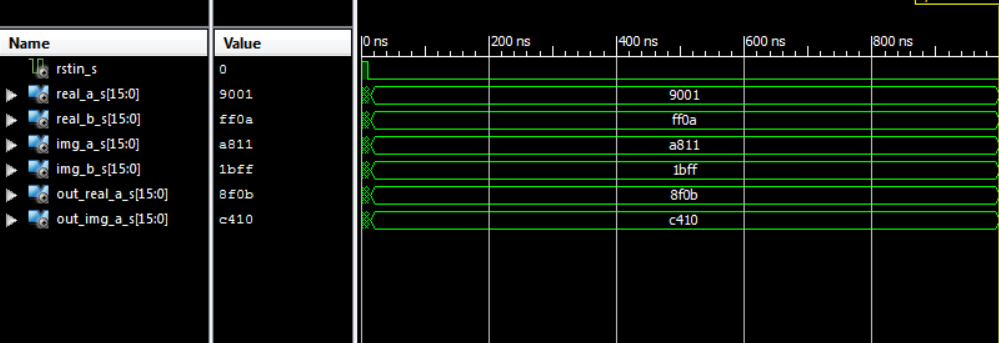 Name Value 0 ns 200 ns 400 ns 600 ns 800 ns
rstin_s 0
real_a_s[15:0] 9001 9001
real_b_s[15:0] ff0a ff0a
img_a_s[15:0] a811 a811
img_b_s[15:0] 1bff 1bff
out_real_a_s[15:0] 8f0b 8f0b
out_img_a_s[15:0] c410 c410